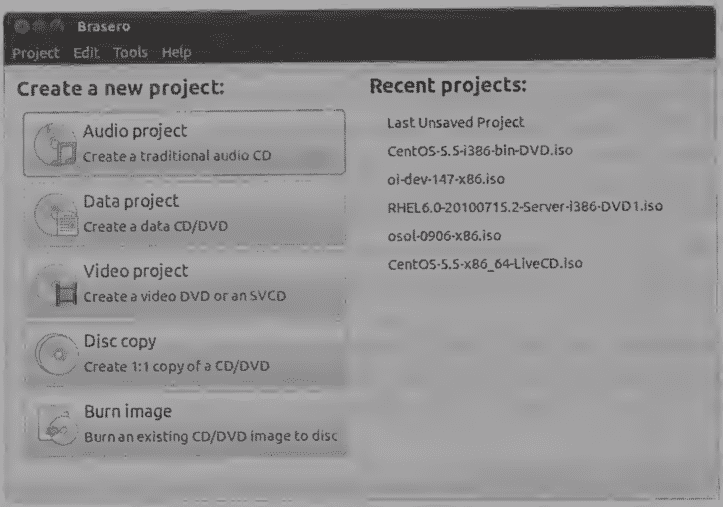 Brasero
Project Edit Tools Help
Create a new project:
Audio project
Create a traditional audio CD
Data project
Create a data CD/DVD
Video project
Create a video DVD or an SVCD
Disc copy
Create 1:1 copy of a CD/DVD
Burn image
Burn an existing CD/DVD image to disc
Recent projects:
Last Unsaved Project
CentOS-5.5-i386-bin-DVD.iso
oi-dev-147-x86.iso
RHEL6.0-20100715.2-Server-i386-DVD1.iso
osol-0906-x86.iso
CentOS-5.5-x86_64-LiveCD.iso